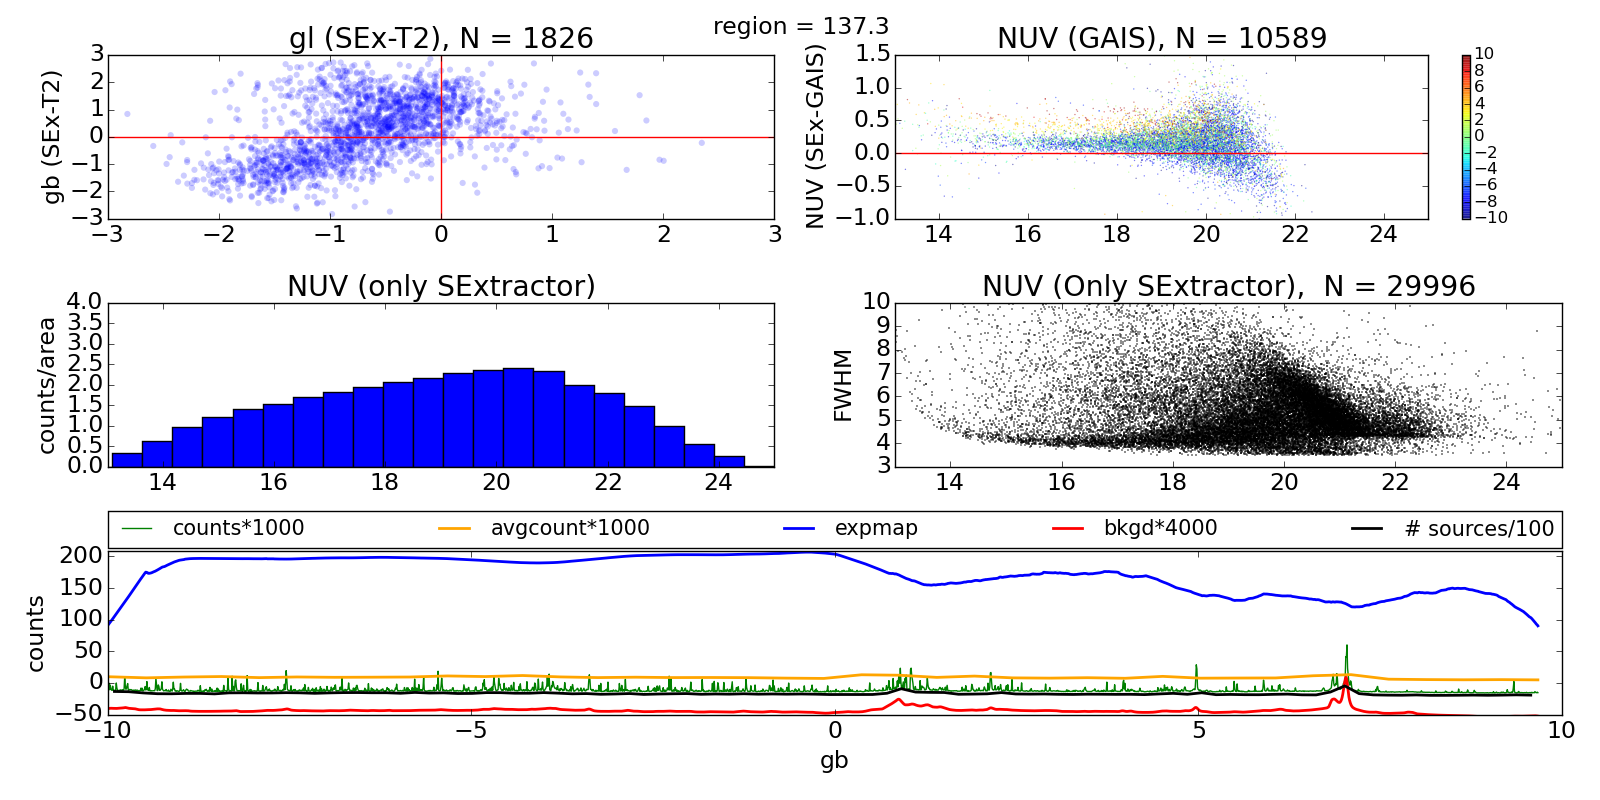 region = 137.3
gl (SEx-T2), N = 1826
gb (SEx-T2)
3
2
1
0
−1
−2
−3
−3 −2 −1 0 1 2 3
NUV (GAIS), N = 10589
NUV (SEx-GAIS)
1.5
1.0
0.5
0.0
−0.5
−1.0
14 16 18 20 22 24
10
8
6
4
2
0
−2
−4
−6
−8
−10
NUV (only SExtractor)
counts/area
4.0
3.5
3.0
2.5
2.0
1.5
1.0
0.5
0.0
14 16 18 20 22 24
NUV (Only SExtractor),  N = 29996
FWHM
10
9
8
7
6
5
4
3
14 16 18 20 22 24
counts*1000 avgcount*1000 expmap bkgd*4000 # sources/100
counts
200
150
100
50
0
−50
−10 −5 0 5 10
gb